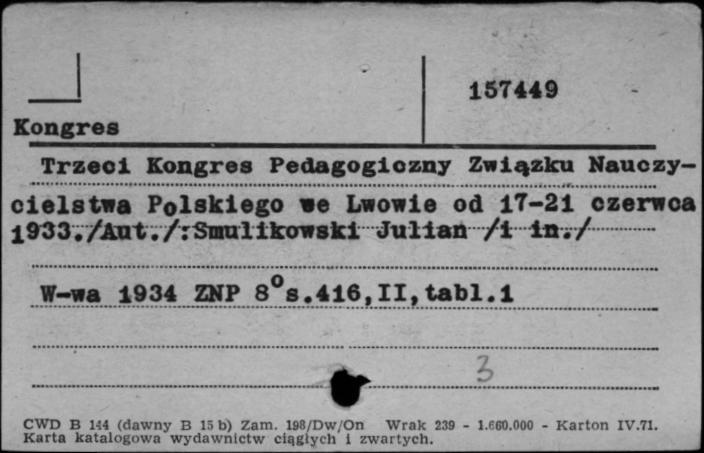 157449
Kongres
Trzeci Kongres Pedagogiczny Związku Nauczy-
cielstwa Polskiego we Lwowie od 17-21 czerwca
1933./Aut./:Smulikowski Julian /i in./
W-wa 1934 ZNP 8°s.416,II,tabl.1
3
CWD B 144 (dawny B 15 b) Zam. 198/Dw/On Wrak 239 - 1.660.000 - Karton IV.71.
Karta katalogowa wydawnictw ciągłych i zwartych.